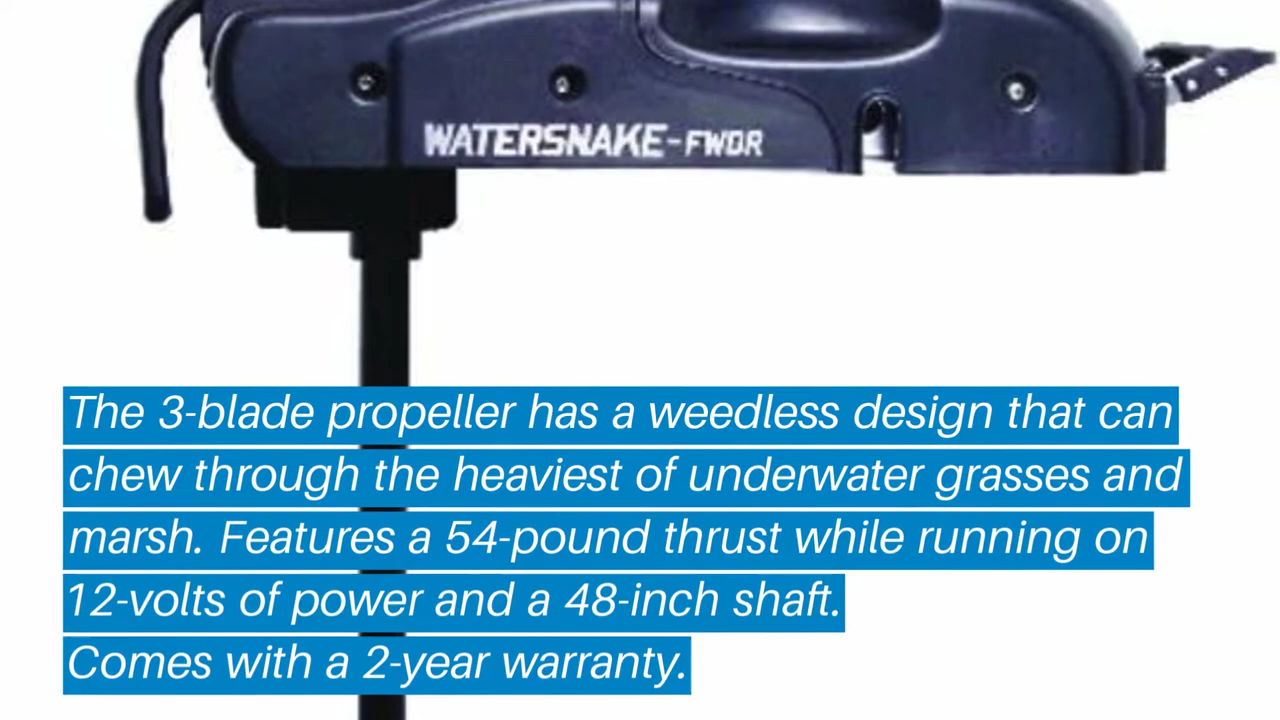 WATERSNAKE-FWDR
The 3-blade propeller has a weedless design that can
chew through the heaviest of underwater grasses and
marsh. Features a 54-pound thrust while running on
12-volts of power and a 48-inch shaft.
Comes with a 2-year warranty.